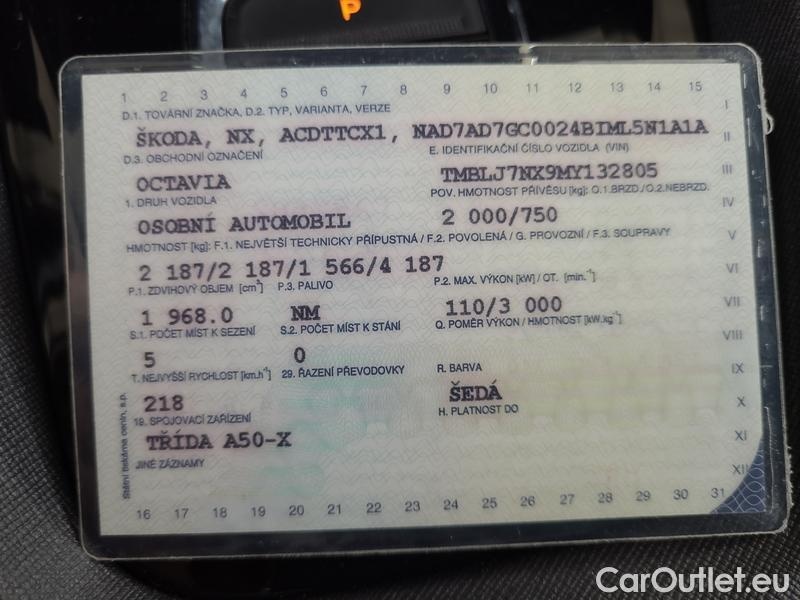 P
1 2 3 4 5 6 7 8 9 10 11 12 13 14 15
D.1. TOVÁRNÍ ZNAČKA, D.2. TYP, VARIANTA, VERZE
I
ŠKODA, NX, ACDTTCX1, NAD7AD7GC0024BIML5N1A1A
II
D.3. OBCHODNÍ OZNAČENÍ
E. IDENTIFIKAČNÍ ČÍSLO VOZIDLA (VIN)
OCTAVIA
TMBLJ7NX9MY132805
III
1. DRUH VOZIDLA
POV. HMOTNOST PŘÍVĚSU [kg]: O.1.BRZD./O.2.NEBRZD.
OSOBNÍ AUTOMOBIL
2 000/750
IV
HMOTNOST [kg]: F.1. NEJVĚTŠÍ TECHNICKY PŘÍPUSTNÁ / F.2. POVOLENÁ / G. PROVOZNÍ / F.3. SOUPRAVY
V
2 187/2 187/1 566/4 187
VI
P.1. ZDVIHOVÝ OBJEM [cm³]
P.3. PALIVO
P.2. MAX. VÝKON [kW] / OT. [min.⁻¹]
1 968.0
NM
110/3 000
VII
S.1. POČET MÍST K SEZENÍ
S.2. POČET MÍST K STÁNÍ
Q. POMĚR VÝKON / HMOTNOST [kW.kg⁻¹]
VIII
5
0
T. NEJVYŠŠÍ RYCHLOST [km.h⁻¹]
29. ŘAZENÍ PŘEVODOVKY
R. BARVA
IX
218
ŠEDÁ
X
19. SPOJOVACÍ ZAŘÍZENÍ
H. PLATNOST DO
TŘÍDA A50-X
XI
JINÉ ZÁZNAMY
XII
Státní tiskárna cenin, s.p.
16 17 18 19 20 21 22 23 24 25 26 27 28 29 30 31
CarOutlet.eu